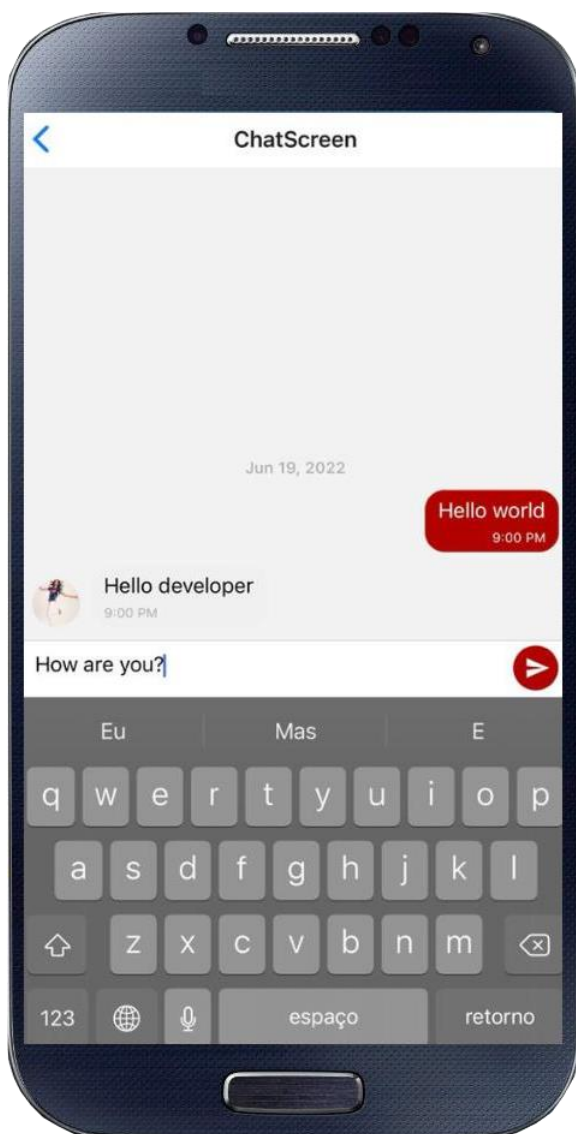 ChatScreen
Jun 19, 2022
Hello world
9:00 PM
Hello developer
9:00 PM
How are you?
Eu Mas E
q w e r t y u i o p
a s d f g h j k l
z x c v b n m
123 espaço retorno